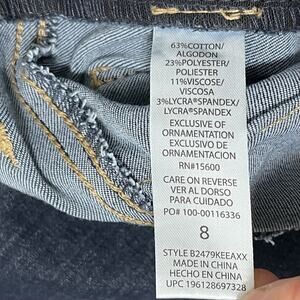 63%COTTON/
ALGODON
23%POLYESTER/
POLIESTER
11%VISCOSE/
VISCOSA
3%LYCRA®SPANDEX/
LYCRA®SPANDEX
EXCLUSIVE OF
ORNAMENTATION
EXCLUSIVO DE
ORNAMENTACION
RN#15600
CARE ON REVERSE
VER AL DORSO
PARA CUIDADO
PO# 100-00116336
8
STYLE B2479KEEAXX
MADE IN CHINA
HECHO EN CHINA
UPC 196128697328